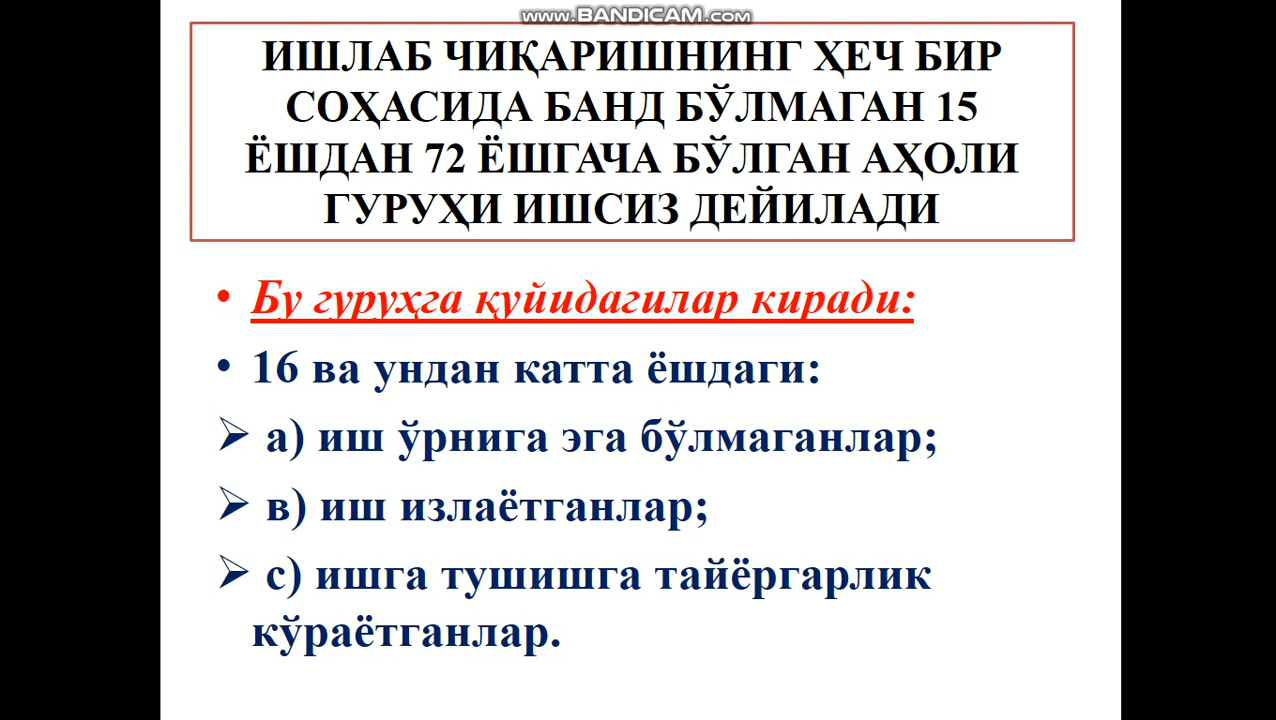 www.BANDICAM.com
ИШЛАБ ЧИҚАРИШНИНГ ҲЕЧ БИР
СОҲАСИДА БАНД БЎЛМАГАН 15
ЁШДАН 72 ЁШГАЧА БЎЛГАН АҲОЛИ
ГУРУҲИ ИШСИЗ ДЕЙИЛАДИ
• Бу гуруҳга қуйидагилар киради:
• 16 ва ундан катта ёшдаги:
➢ а) иш ўрнига эга бўлмаганлар;
➢ в) иш излаётганлар;
➢ с) ишга тушишга тайёргарлик
кўраётганлар.